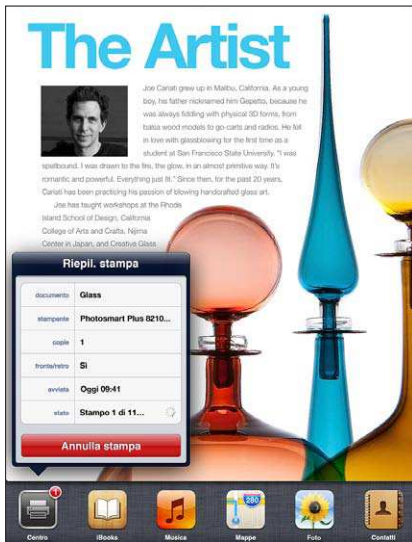 The Artist
Joe Cariati grew up in Malibu, California. As a young
boy, his father nicknamed him Gepetto, because he
was always fiddling with physical 3D forms, from
balsa wood models to go-carts and radios. He fell
in love with glassblowing for the first time as a
student at San Francisco State University. "I was
spellbound. I was drawn to the fire, the glow, in an almost primitive way. It's
romantic and powerful. Everything just fit." Since then, for the past 20 years,
Cariati has been practicing his passion of blowing handcrafted glass art.
Joe has taught workshops at the Rhode
Island School of Design, California
College of Arts and Crafts, Nijima
Center in Japan, and Creative Glass
Riepil. stampa
documento Glass
stampante Photosmart Plus 8210...
copie 1
fronte/retro Sì
avviata Oggi 09:41
stato Stampo 1 di 11...
Annulla stampa
1
280
Centro iBooks Musica Mappe Foto Contatti